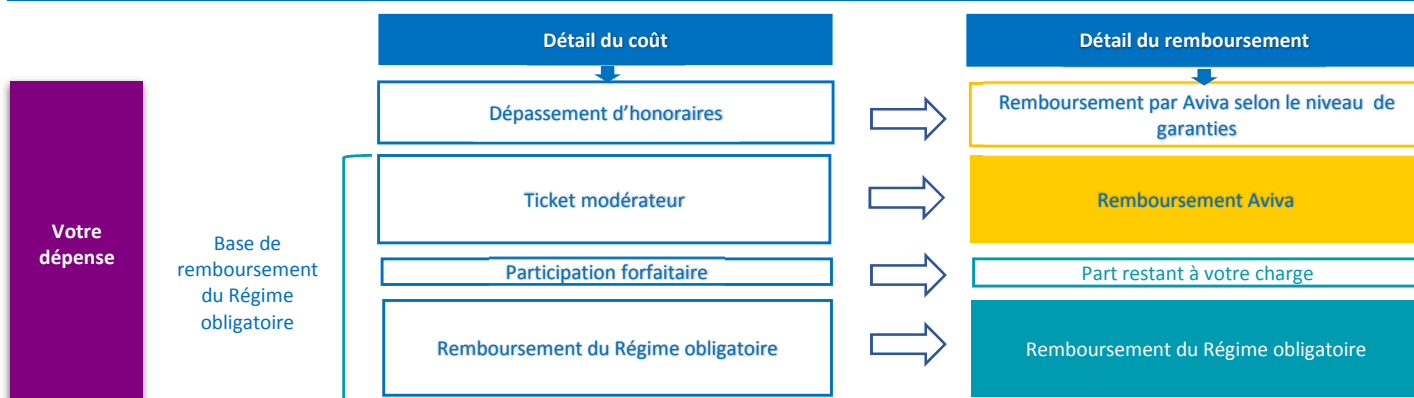 Détail du coût
Détail du remboursement
Votre
dépense
Base de
remboursement
du Régime
obligatoire
Dépassement d’honoraires
Remboursement par Aviva selon le niveau de
garanties
Ticket modérateur
Remboursement Aviva
Participation forfaitaire
Part restant à votre charge
Remboursement du Régime obligatoire
Remboursement du Régime obligatoire